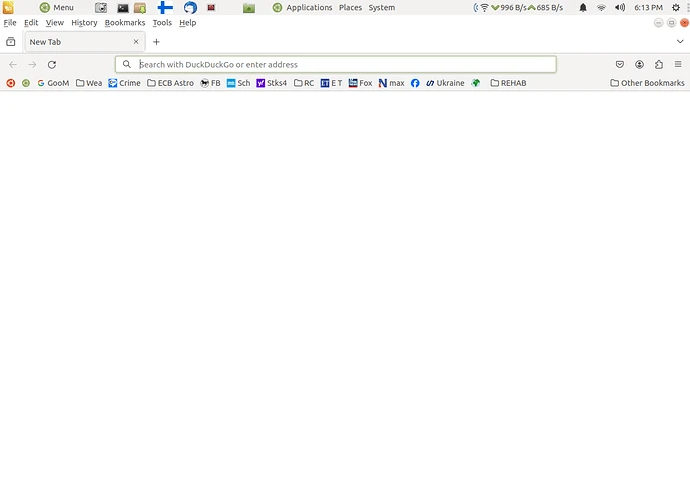 Menu Applications Places System 996 B/s 685 B/s 6:13 PM
File Edit View History Bookmarks Tools Help
New Tab
Search with DuckDuckGo or enter address
GooM Wea Crime ECB Astro FB Sch Stks4 RC ET E T Fox max Ukraine REHAB Other Bookmarks